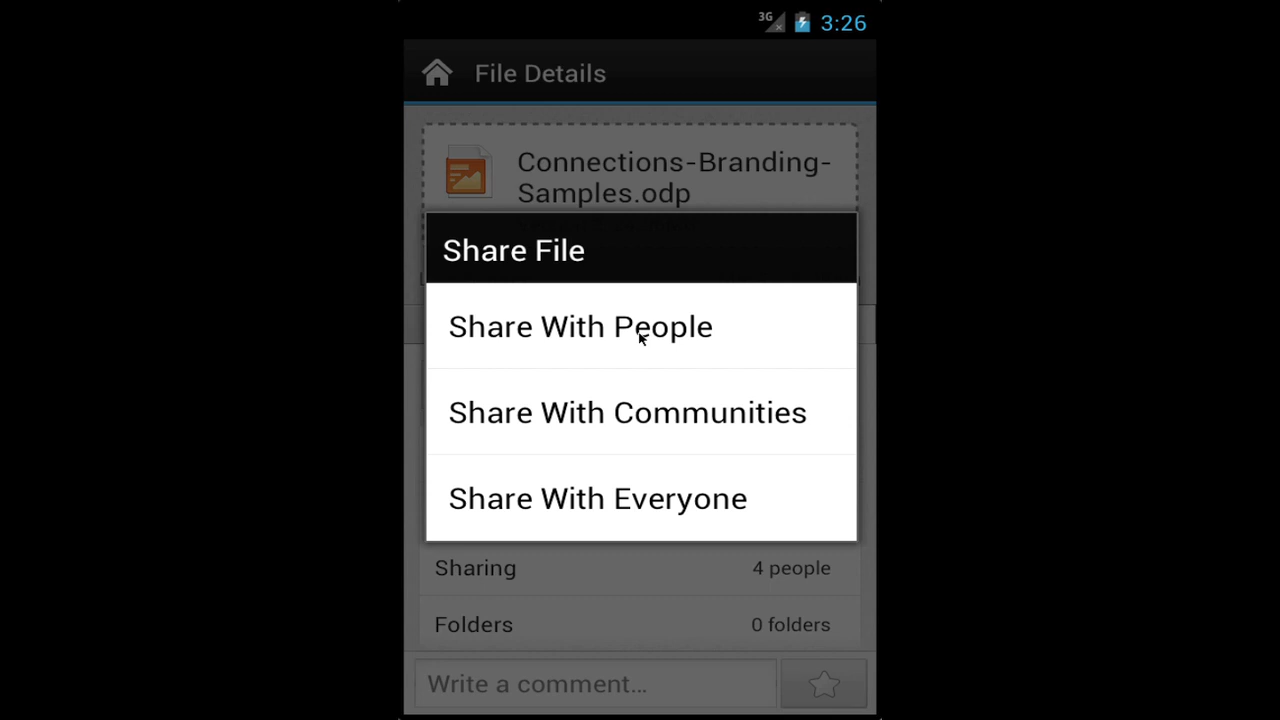 3G 3:26
File Details
Connections-Branding-
Samples.odp
Share File
Share With People
Share With Communities
Share With Everyone
Sharing 4 people
Folders 0 folders
Write a comment...